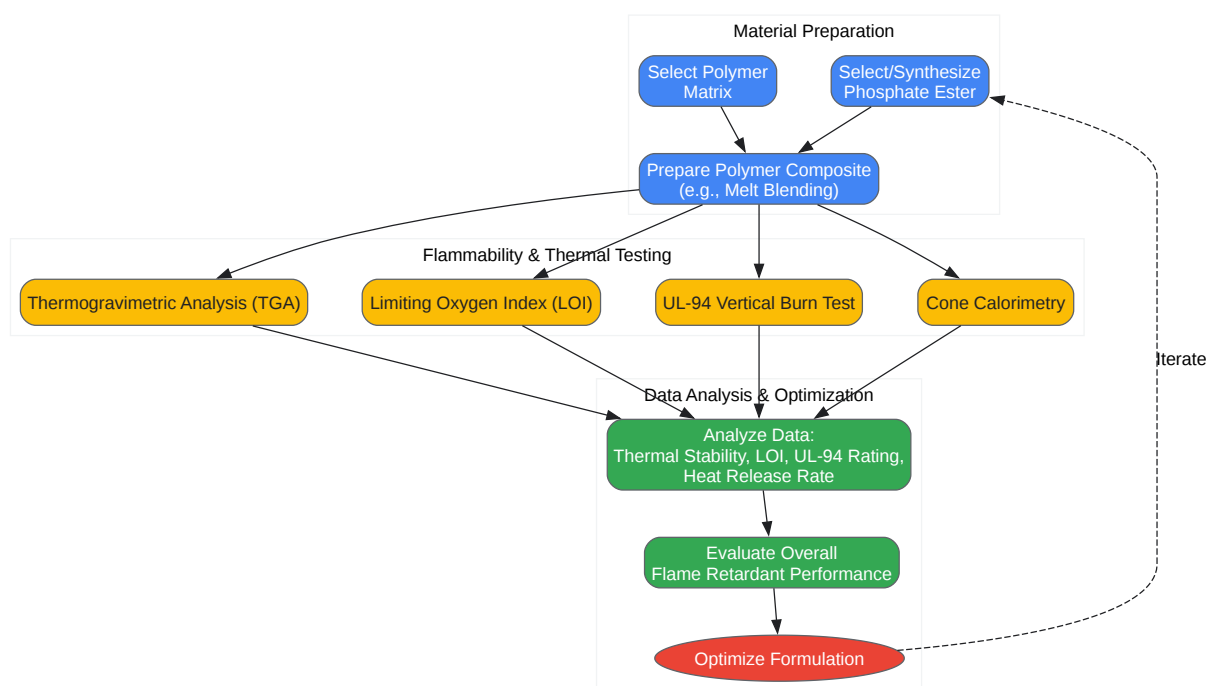 Material Preparation
Select Polymer
Matrix
Select/Synthesize
Phosphate Ester
Prepare Polymer Composite
(e.g., Melt Blending)
Flammability & Thermal Testing
Thermogravimetric Analysis (TGA)
Limiting Oxygen Index (LOI)
UL-94 Vertical Burn Test
Cone Calorimetry
Iterate
Data Analysis & Optimization
Analyze Data:
Thermal Stability, LOI, UL-94 Rating,
Heat Release Rate
Evaluate Overall
Flame Retardant Performance
Optimize Formulation